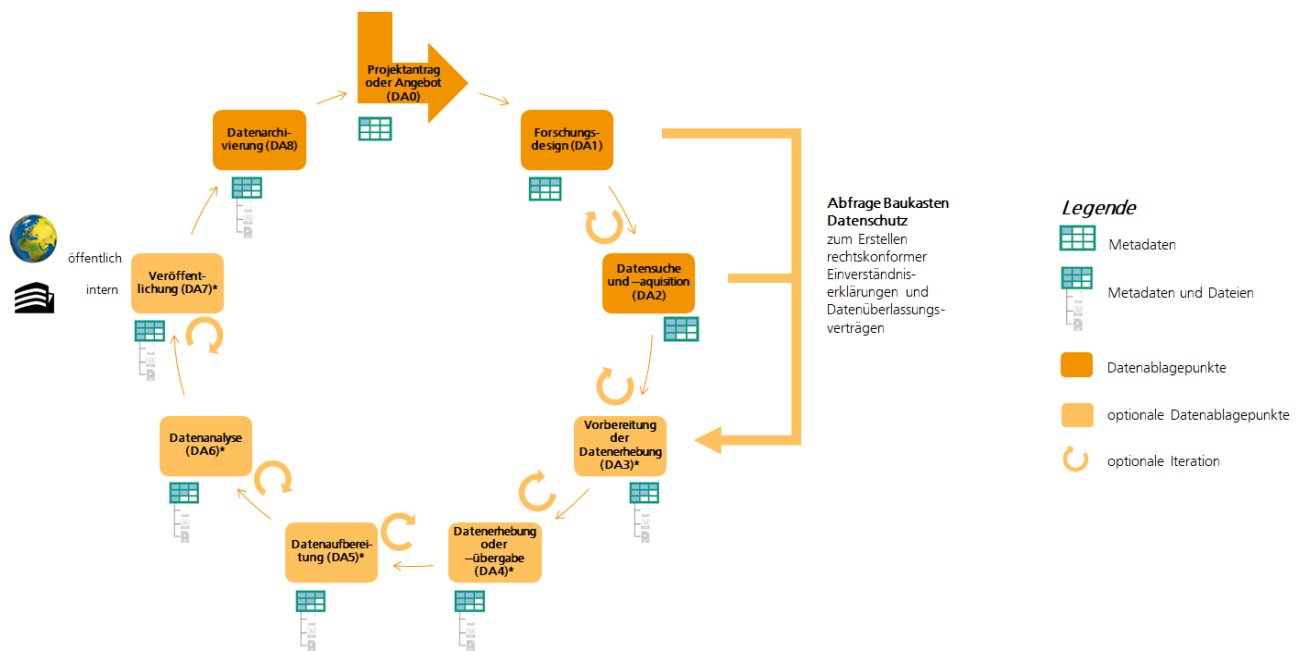 Projektantrag
oder Angebot
(DA0)
Forschungs-
design (DA1)
Datensuche
und –aquisition
(DA2)
Vorbereitung
der
Datenerhebung
(DA3)*
Datenerhebung
oder
–übergabe
(DA4)*
Datenaufberei-
tung (DA5)*
Datenanalyse
(DA6)*
Veröffent-
lichung (DA7)*
öffentlich
intern
Datenarchi-
vierung (DA8)
Abfrage Baukasten
Datenschutz
zum Erstellen
rechtskonformer
Einverständnis-
erklärungen und
Datenüberlassungs-
verträgen
Legende
Metadaten
Metadaten und Dateien
Datenablagepunkte
optionale Datenablagepunkte
optionale Iteration